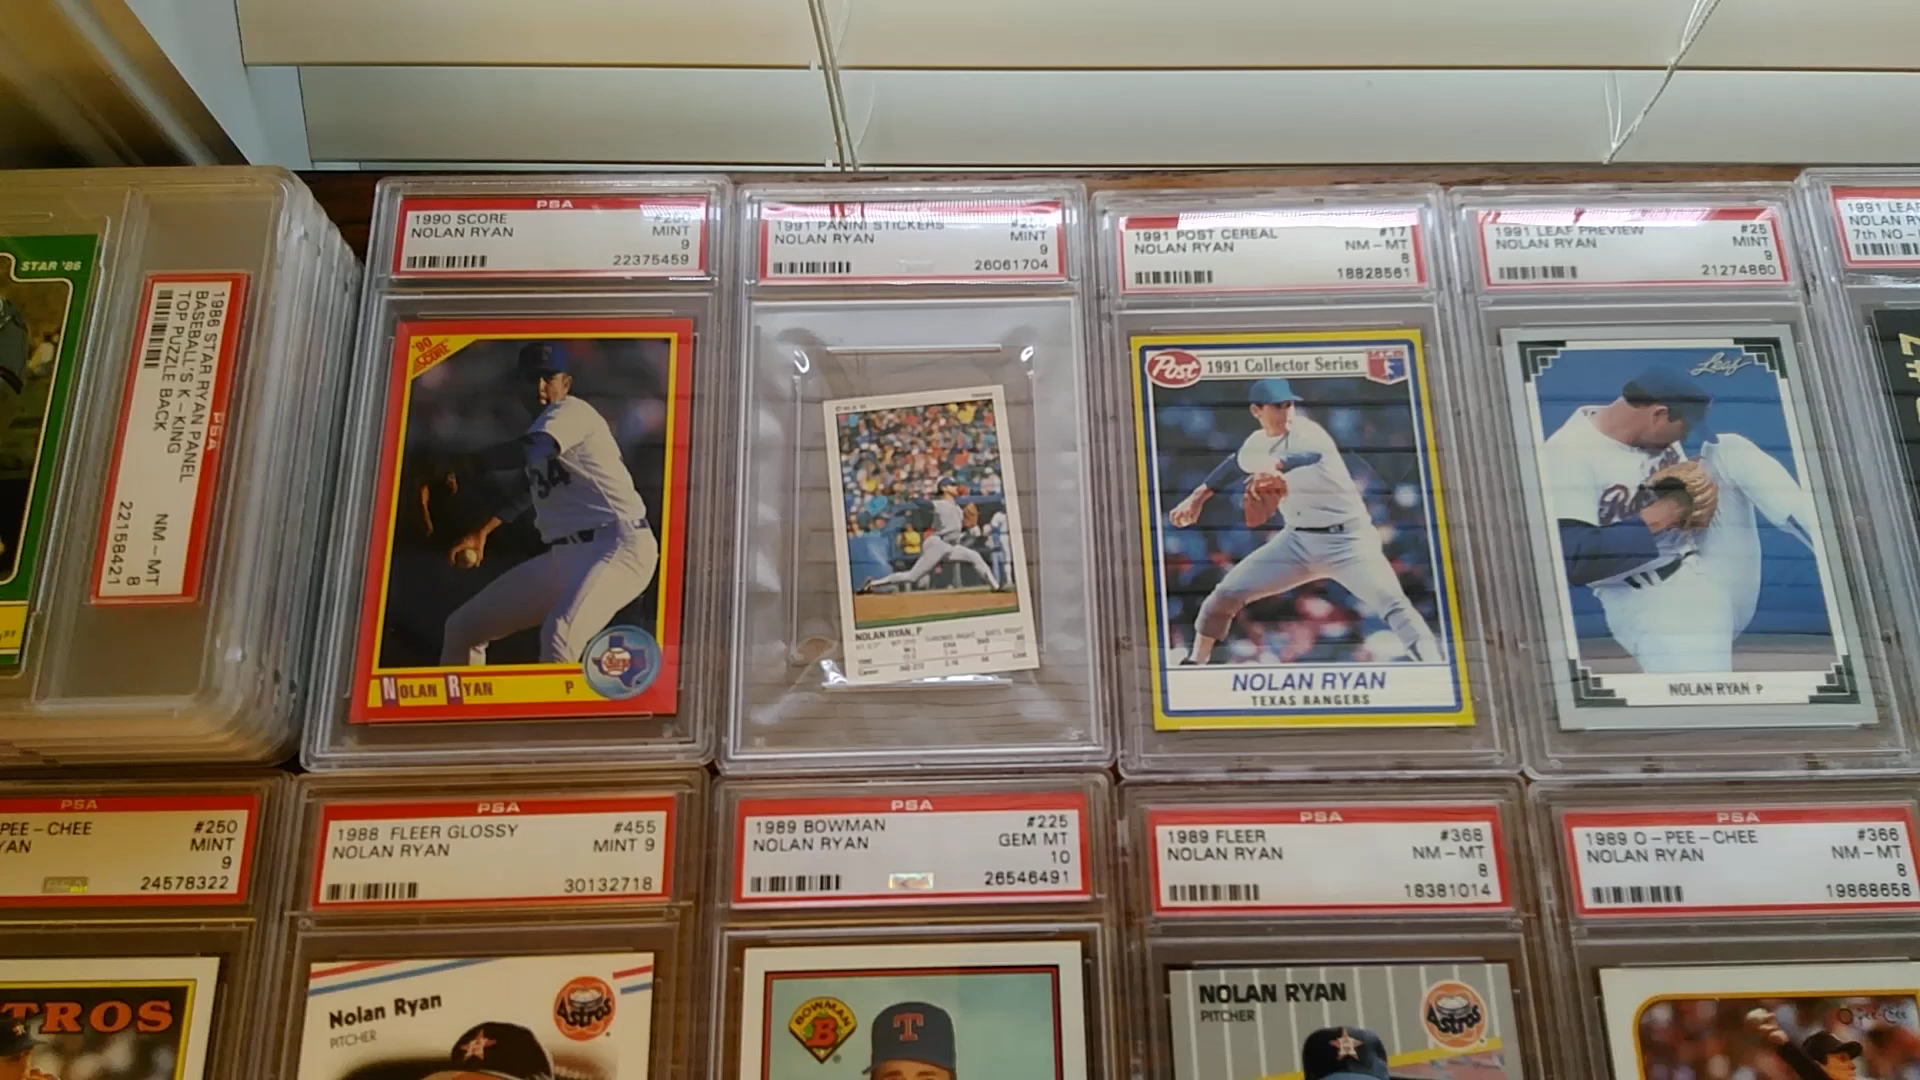 STAR '86
PSA
1986 STAR RYAN PANEL
BASEBALL'S K-KING
TOP PUZZLE BACK
NM-MT
8
22158421
PSA
1990 SCORE
NOLAN RYAN
MINT
9
22375459
'90
SCORE
34
NOLAN RYAN P
1991 PANINI STICKERS
NOLAN RYAN
MINT
9
26061704
NOLAN RYAN, P
1991 POST CEREAL #17
NOLAN RYAN NM-MT
8
18828561
Post 1991 Collector Series
NOLAN RYAN
TEXAS RANGERS
1991 LEAF PREVIEW #25
NOLAN RYAN MINT
9
21274860
Leaf
NOLAN RYAN P
1991 LEAF
NOLAN RY
7th NO-
PSA
PEE-CHEE #250
YAN MINT
9
24578322
TROS
PSA
1988 FLEER GLOSSY #455
NOLAN RYAN MINT 9
30132718
Nolan Ryan
PITCHER
Astros
PSA
1989 BOWMAN #225
NOLAN RYAN GEM MT
10
26546491
BOWMAN
B
T
PSA
1989 FLEER #368
NOLAN RYAN NM-MT
8
18381014
NOLAN RYAN
PITCHER
Astros
PSA
1989 O-PEE-CHEE #366
NOLAN RYAN NM-MT
8
19868658
O-Pee-Chee